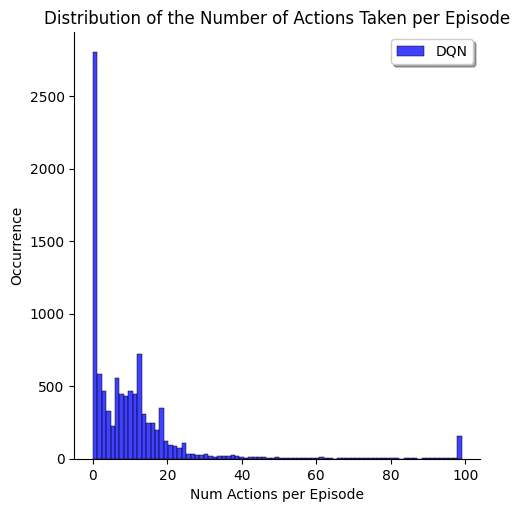 Distribution of the Number of Actions Taken per Episode
DQN
Occurrence
2500
2000
1500
1000
500
0
0 20 40 60 80 100
Num Actions per Episode